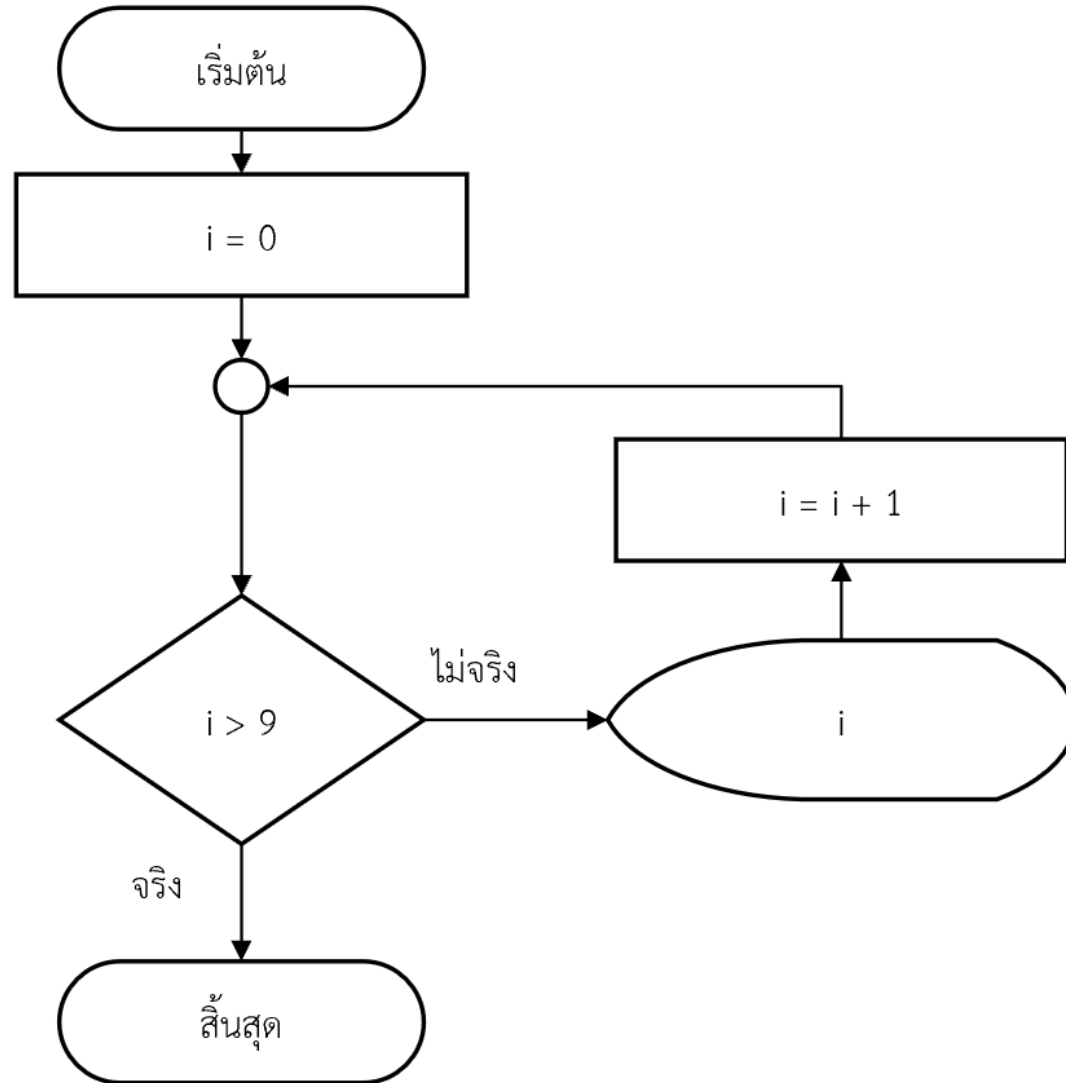 เริ่มต้น
i = 0
i = i + 1
ไม่จริง
i > 9
i
จริง
สิ้นสุด